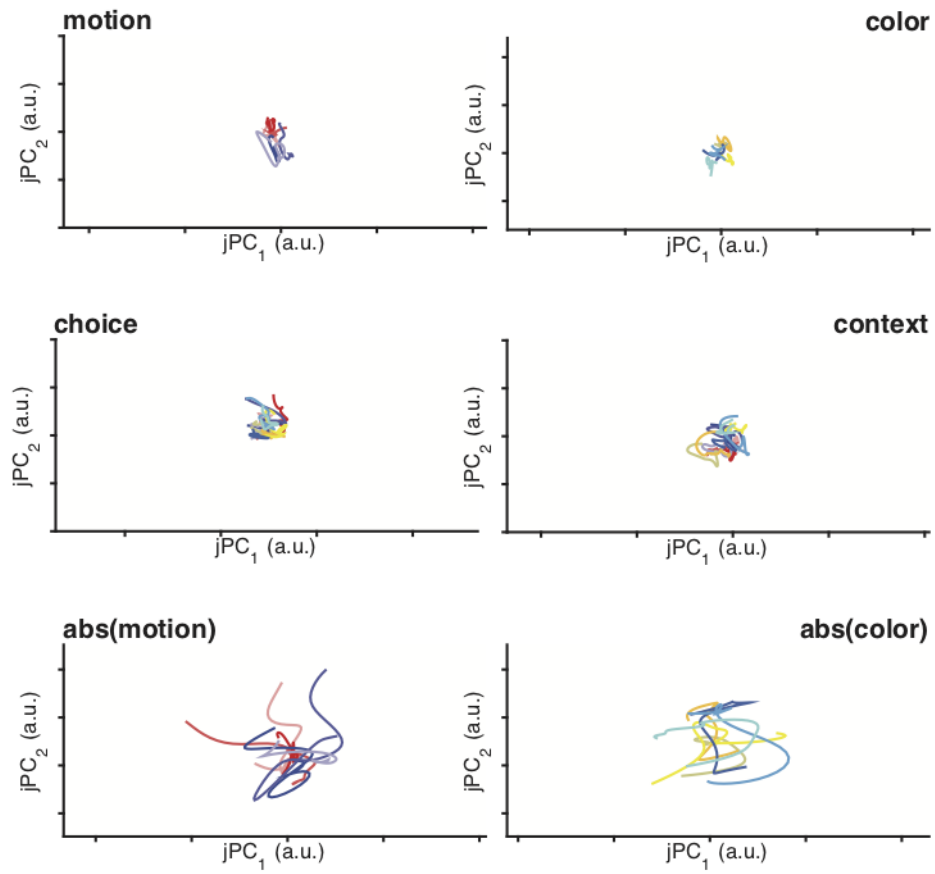 motion
color
jPC2 (a.u.)
jPC1 (a.u.)
jPC2 (a.u.)
jPC1 (a.u.)
choice
context
jPC2 (a.u.)
jPC1 (a.u.)
jPC2 (a.u.)
jPC1 (a.u.)
abs(motion)
abs(color)
jPC2 (a.u.)
jPC1 (a.u.)
jPC2 (a.u.)
jPC1 (a.u.)